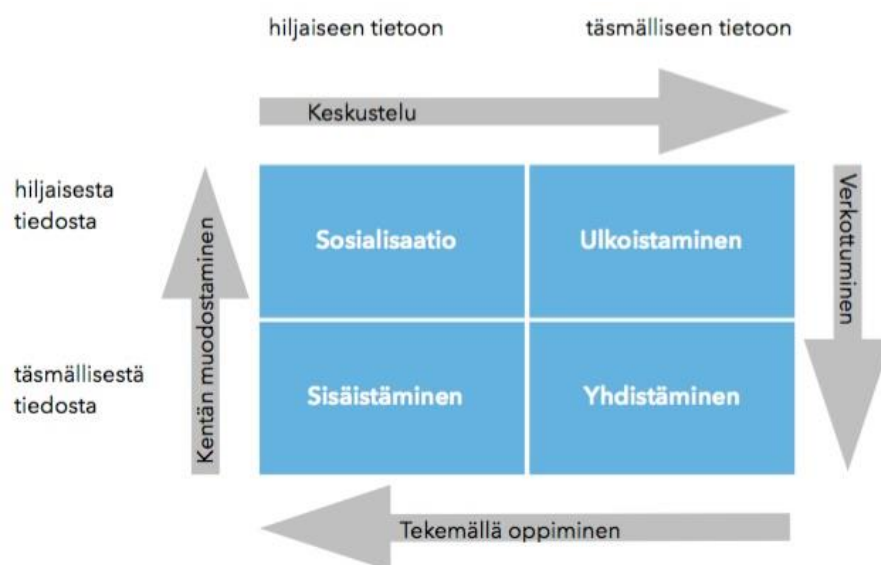 hiljaiseen tietoon
täsmälliseen tietoon
Keskustelu
hiljaisesta
tiedosta
Kentän muodostaminen
Sosialisaatio
Ulkoistaminen
Verkottuminen
täsmällisestä
tiedosta
Sisäistäminen
Yhdistäminen
Tekemällä oppiminen